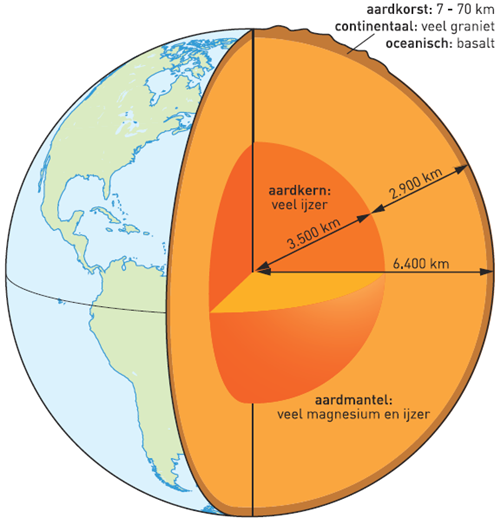 aardkorst: 7 - 70 km
continentaal: veel graniet
oceanisch: basalt
aardkern:
veel ijzer
2.900 km
3.500 km
6.400 km
aardmantel:
veel magnesium en ijzer